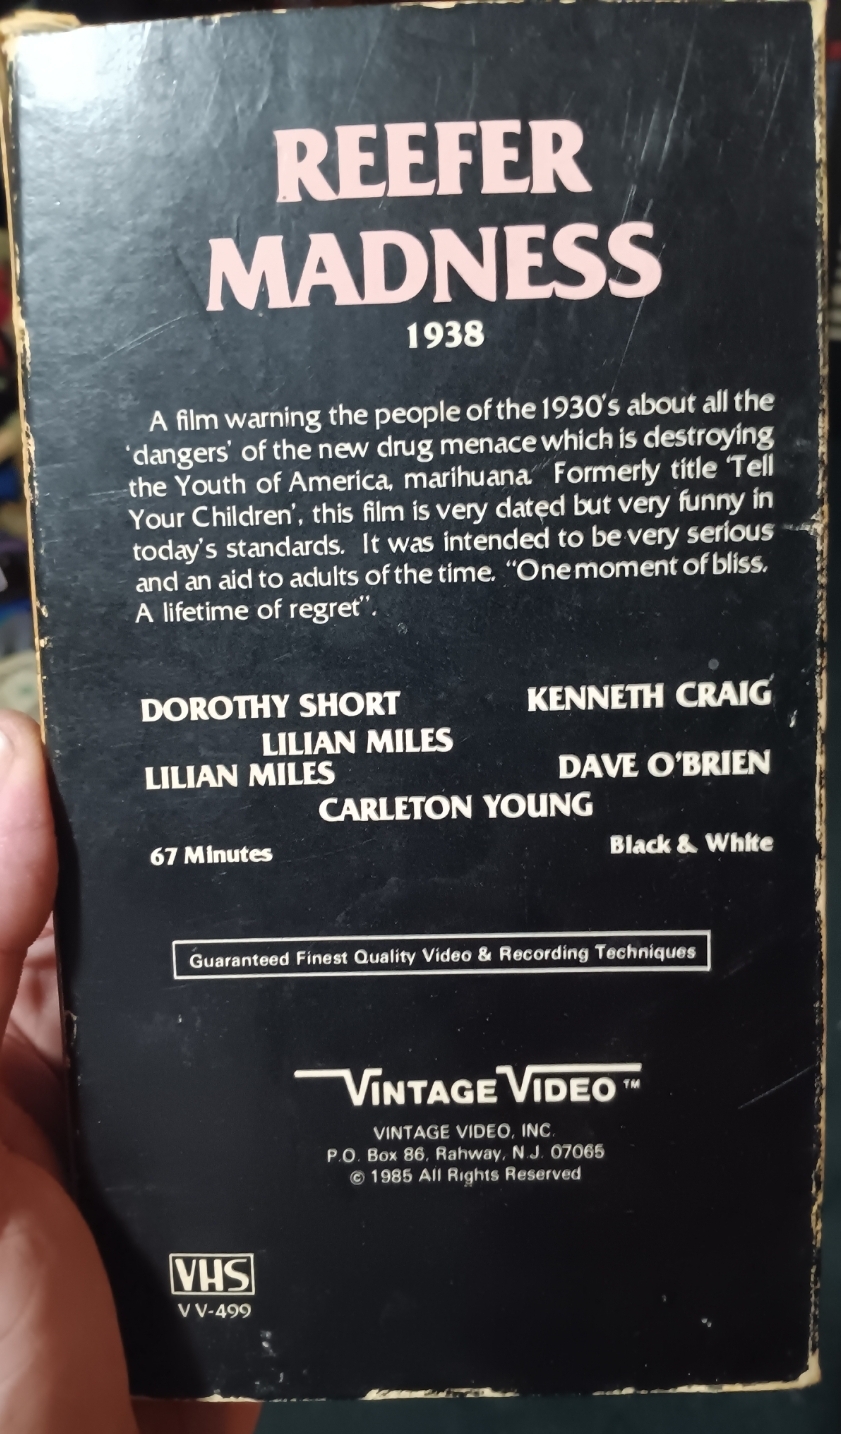 REEFER
MADNESS
1938
A film warning the people of the 1930's about all the
'dangers' of the new drug menace which is destroying
the Youth of America, marihuana. Formerly title 'Tell
Your Children', this film is very dated but very funny in
today's standards. It was intended to be very serious
and an aid to adults of the time. "One moment of bliss.
A lifetime of regret".
DOROTHY SHORT KENNETH CRAIG
LILIAN MILES
LILIAN MILES DAVE O'BRIEN
CARLETON YOUNG
67 Minutes Black & White
Guaranteed Finest Quality Video & Recording Techniques
VINTAGE VIDEO™
VINTAGE VIDEO, INC.
P.O. Box 86, Rahway, N.J. 07065
© 1985 All Rights Reserved
VHS
VV-499